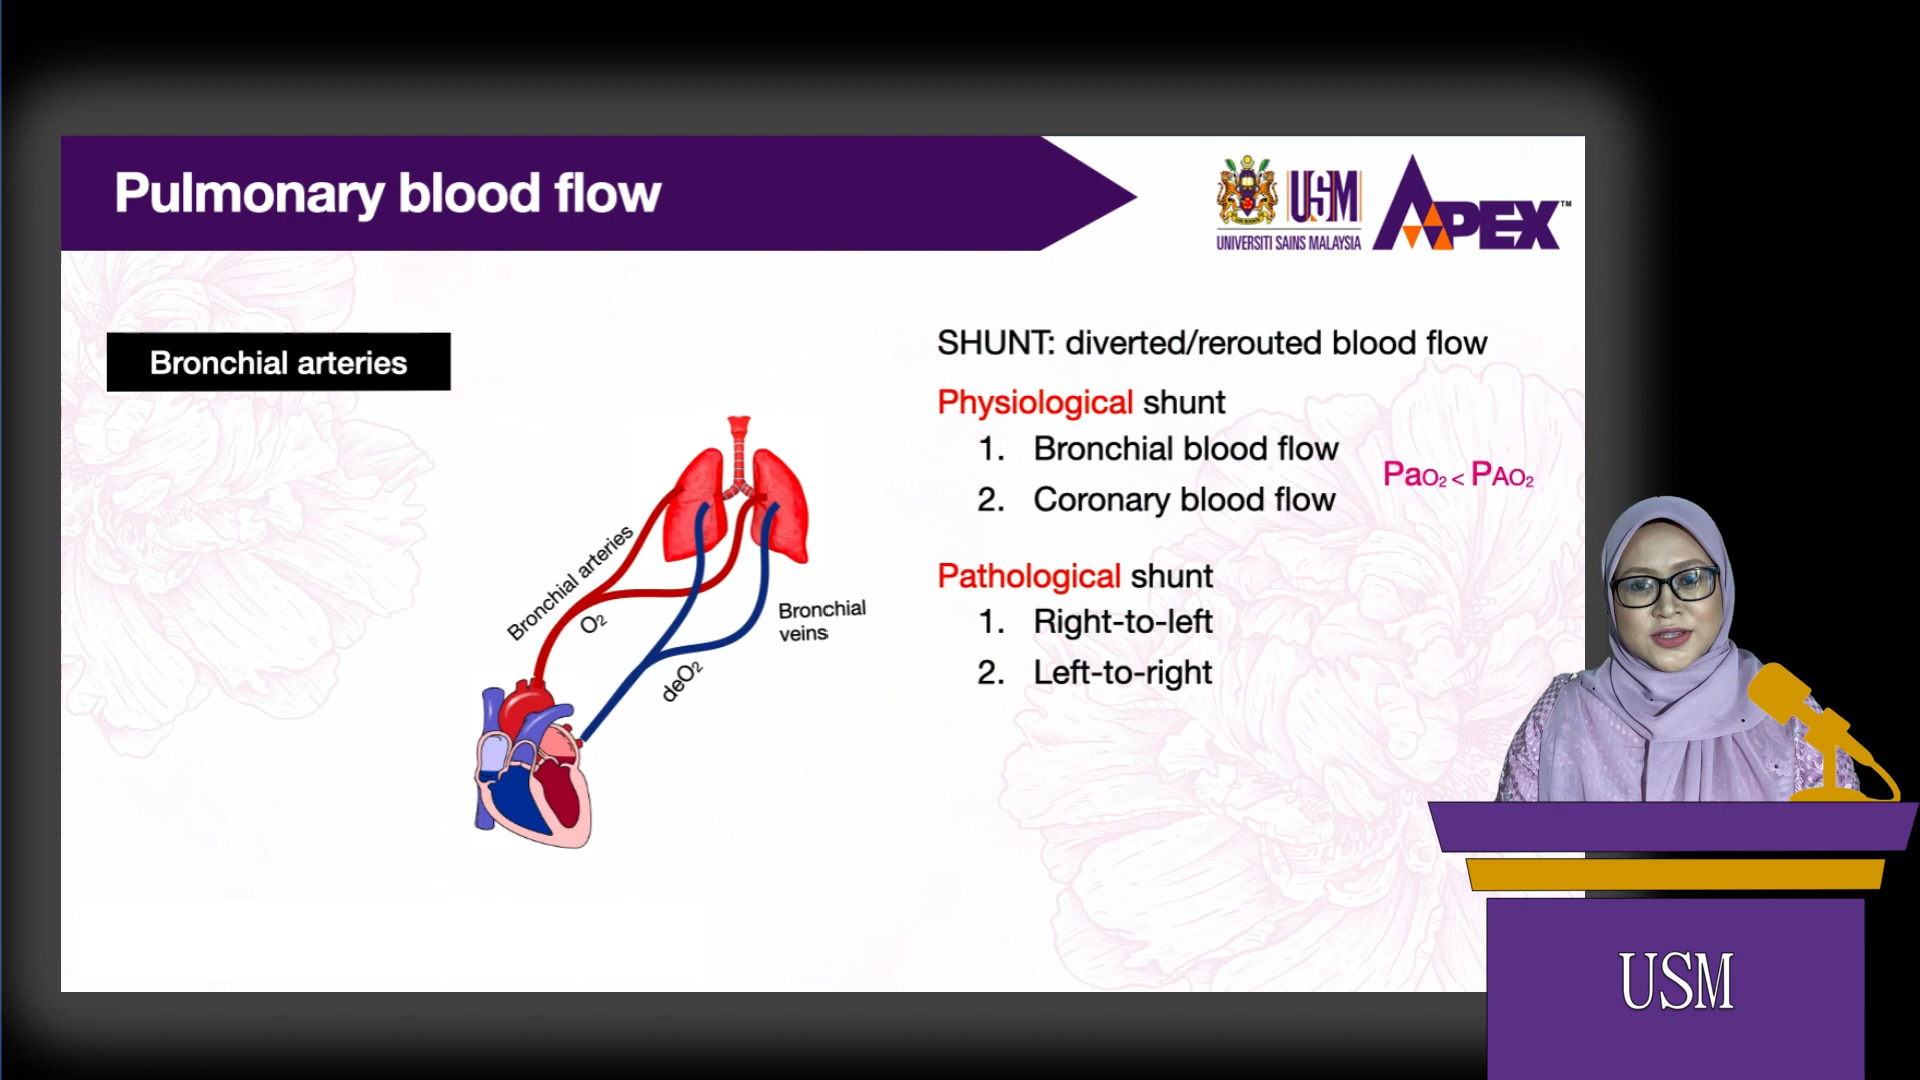 Pulmonary blood flow
USM
UNIVERSITI SAINS MALAYSIA
APEX™
Bronchial arteries
SHUNT: diverted/rerouted blood flow
Physiological shunt
1. Bronchial blood flow
2. Coronary blood flow
PaO₂ < PAO₂
Pathological shunt
1. Right-to-left
2. Left-to-right
Bronchial arteries
O₂
Bronchial
veins
deO₂
USM